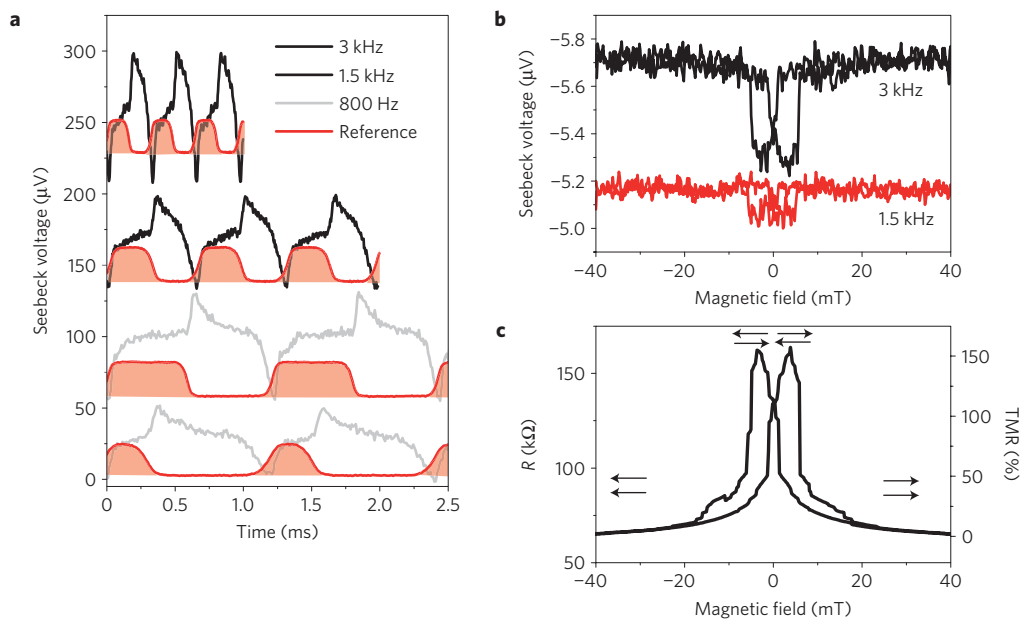 a
Seebeck voltage (μV)
300
250
200
150
100
50
0
3 kHz
1.5 kHz
800 Hz
Reference
0.0
0.5
1.0
1.5
2.0
2.5
Time (ms)
b
Seebeck voltage (μV)
−5.8
−5.6
−5.4
−5.2
−5.0
3 kHz
1.5 kHz
−40
−20
0
20
40
Magnetic field (mT)
c
R (kΩ)
150
100
50
TMR (%)
150
100
50
0
−40
−20
0
20
40
Magnetic field (mT)